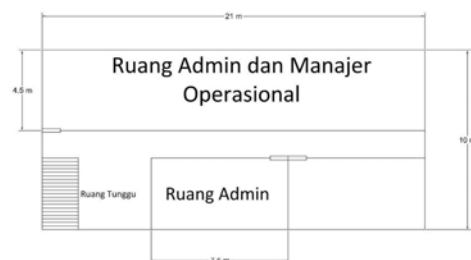 21 m
Ruang Admin dan Manajer
Operasional
4.5 m
Ruang Tunggu
Ruang Admin